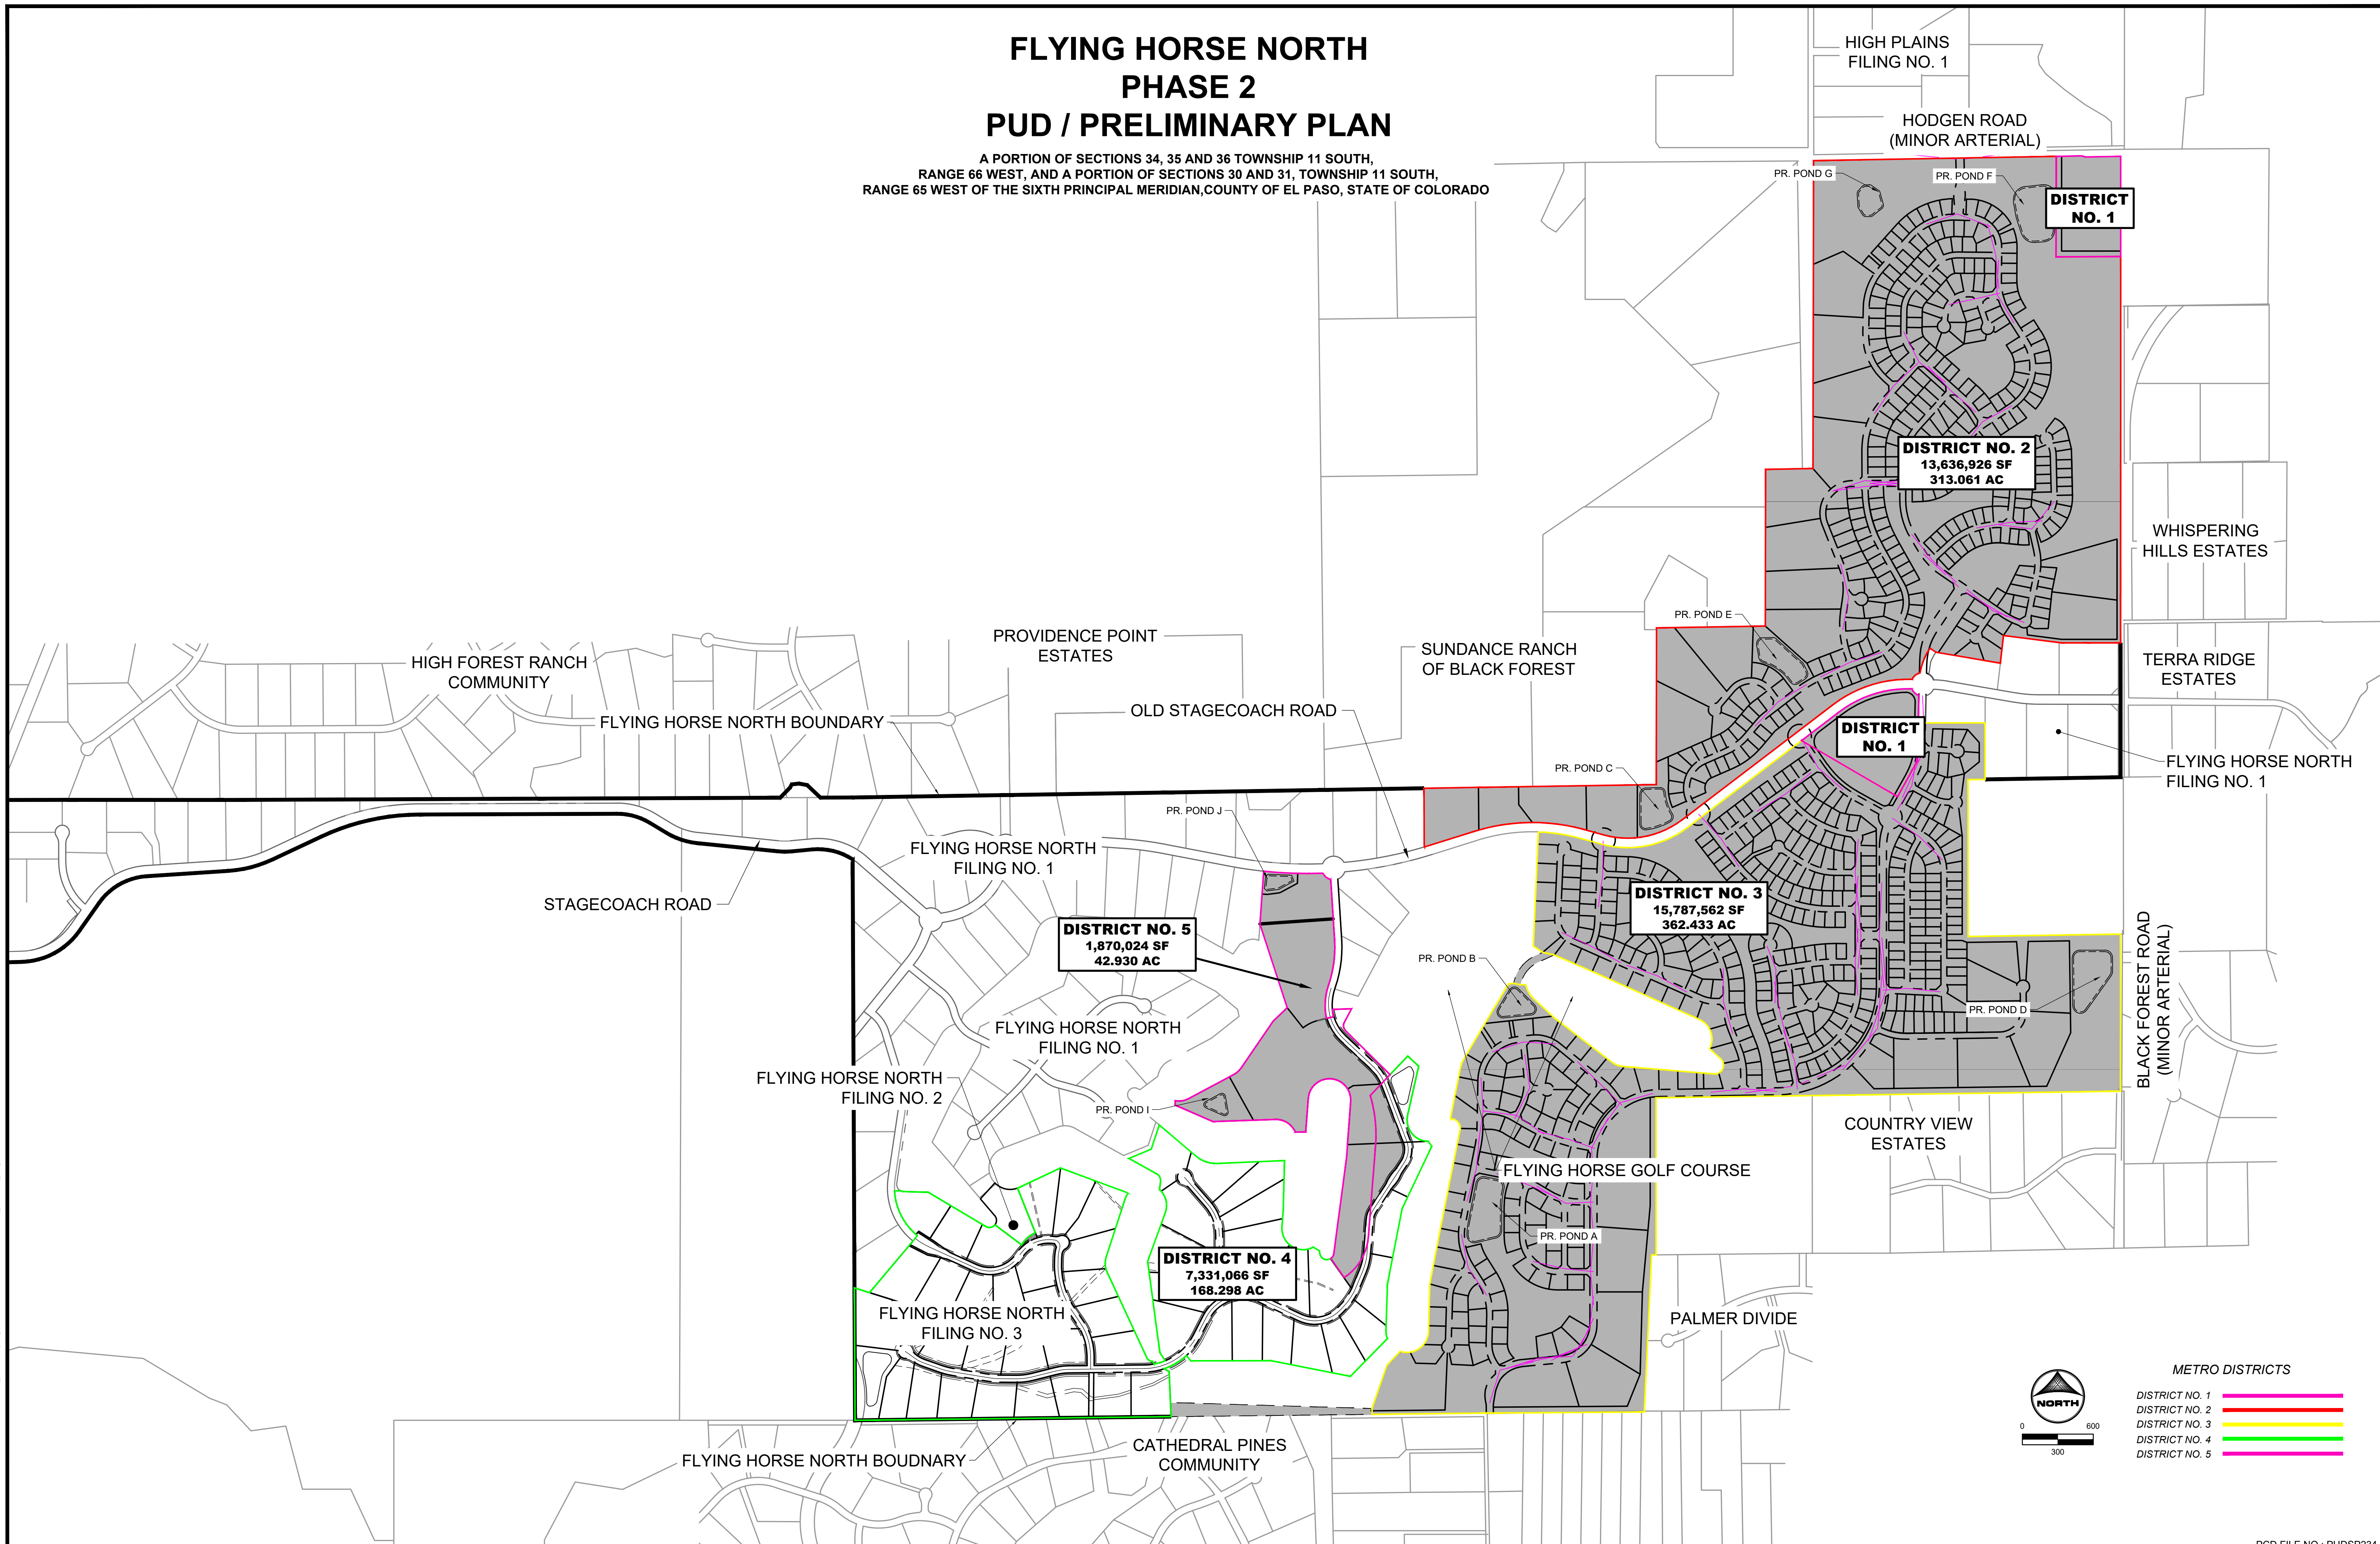 FLYING HORSE NORTH
PHASE 2
PUD / PRELIMINARY PLAN
A PORTION OF SECTIONS 34, 35 AND 36 TOWNSHIP 11 SOUTH,
RANGE 66 WEST, AND A PORTION OF SECTIONS 30 AND 31, TOWNSHIP 11 SOUTH,
RANGE 65 WEST OF THE SIXTH PRINCIPAL MERIDIAN,COUNTY OF EL PASO, STATE OF COLORADO
HIGH PLAINS
FILING NO. 1
HODGEN ROAD
(MINOR ARTERIAL)
PR. POND G
PR. POND F
DISTRICT
NO. 1
DISTRICT NO. 2
13,636,926 SF
313.061 AC
WHISPERING
HILLS ESTATES
PR. POND E
PROVIDENCE POINT
ESTATES
SUNDANCE RANCH
OF BLACK FOREST
HIGH FOREST RANCH
COMMUNITY
TERRA RIDGE
ESTATES
FLYING HORSE NORTH BOUNDARY
OLD STAGECOACH ROAD
DISTRICT
NO. 1
FLYING HORSE NORTH
FILING NO. 1
PR. POND C
PR. POND J
FLYING HORSE NORTH
FILING NO. 1
STAGECOACH ROAD
DISTRICT NO. 3
15,787,562 SF
362.433 AC
DISTRICT NO. 5
1,870,024 SF
42.930 AC
PR. POND B
BLACK FOREST ROAD
(MINOR ARTERIAL)
PR. POND D
FLYING HORSE NORTH
FILING NO. 1
FLYING HORSE NORTH
FILING NO. 2
PR. POND I
COUNTRY VIEW
ESTATES
FLYING HORSE GOLF COURSE
PR. POND A
DISTRICT NO. 4
7,331,066 SF
168.298 AC
FLYING HORSE NORTH
FILING NO. 3
PALMER DIVIDE
FLYING HORSE NORTH BOUDNARY
CATHEDRAL PINES
COMMUNITY
NORTH
0
600
300
METRO DISTRICTS
DISTRICT NO. 1
DISTRICT NO. 2
DISTRICT NO. 3
DISTRICT NO. 4
DISTRICT NO. 5